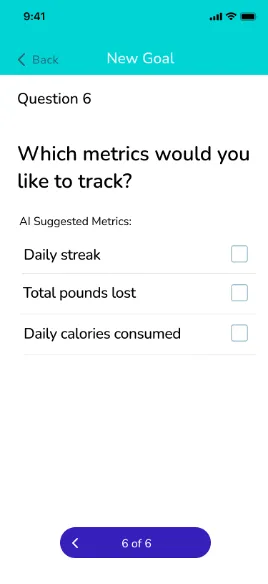 9:41
Back
New Goal
Question 6
Which metrics would you
like to track?
AI Suggested Metrics:
Daily streak
Total pounds lost
Daily calories consumed
6 of 6